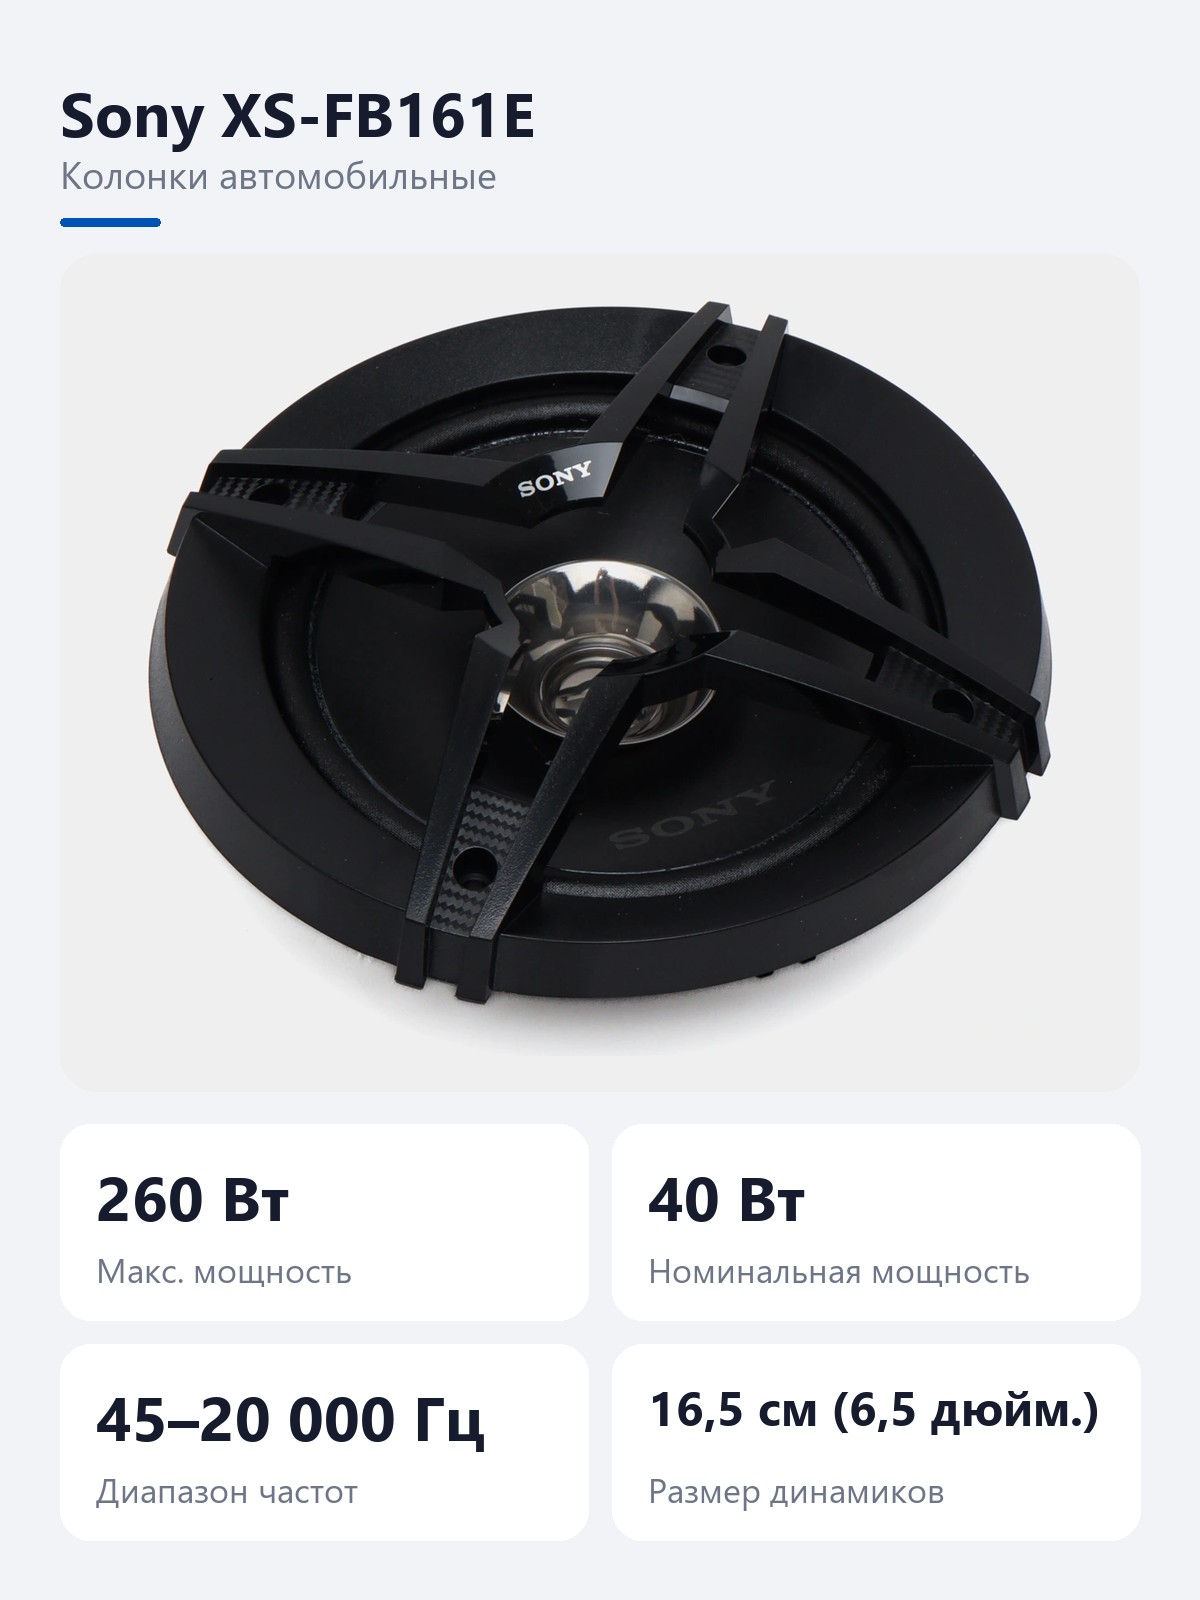 Sony XS-FB161E
Колонки автомобильные
SONY
SONY
260 Вт
Макс. мощность
40 Вт
Номинальная мощность
45–20 000 Гц
Диапазон частот
16,5 см (6,5 дюйм.)
Размер динамиков